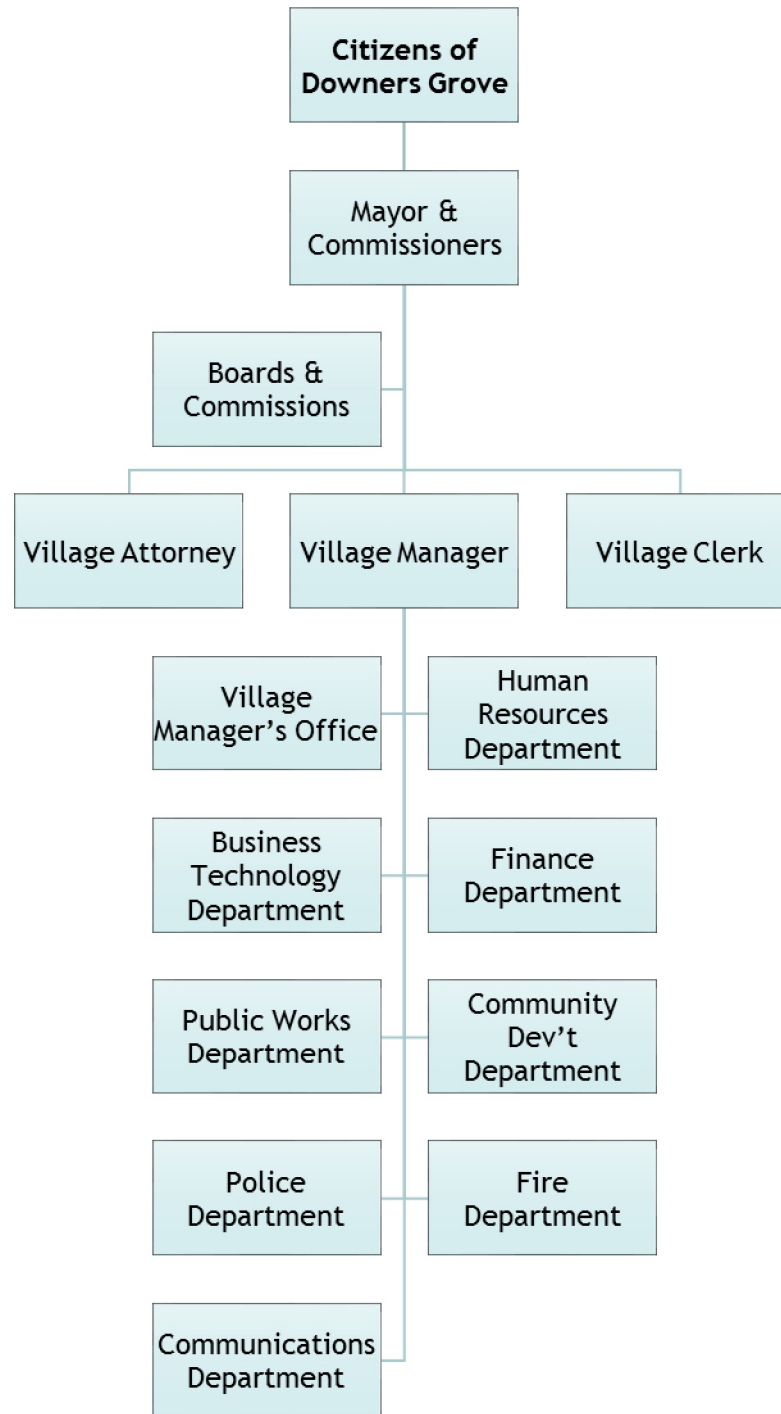 Citizens of
Downers Grove
Mayor &
Commissioners
Boards &
Commissions
Village Attorney
Village Manager
Village Clerk
Village
Manager’s Office
Human
Resources
Department
Business
Technology
Department
Finance
Department
Public Works
Department
Community
Dev’t
Department
Police
Department
Fire
Department
Communications
Department